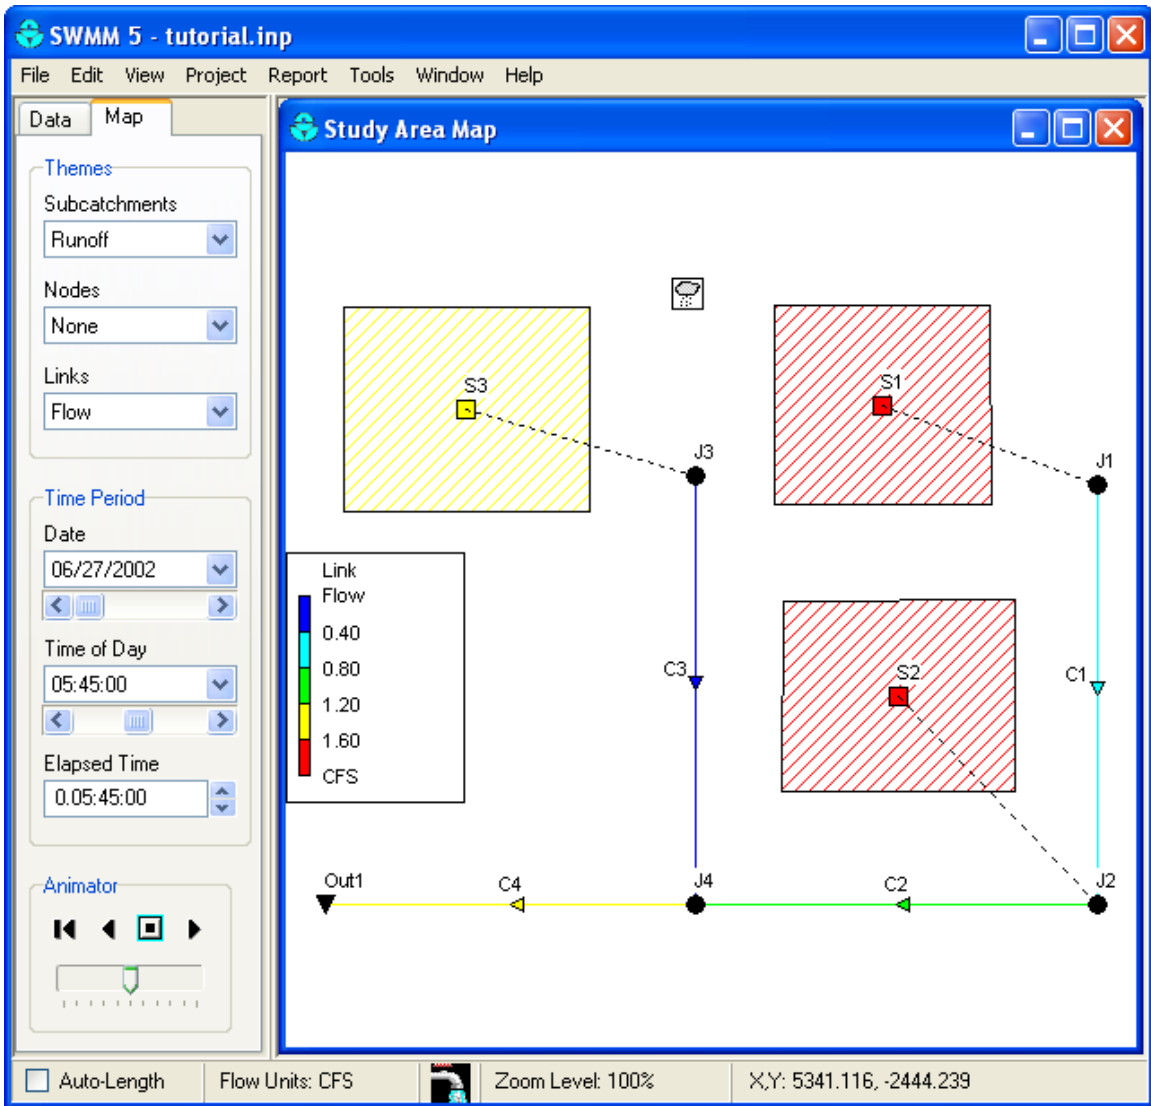 SWMM 5 - tutorial.inp
File Edit View Project Report Tools Window Help
Data Map
Themes
Subcatchments
Runoff
Nodes
None
Links
Flow
Time Period
Date
06/27/2002
Time of Day
05:45:00
Elapsed Time
0.05:45:00
Animator
Study Area Map
S3
S1
J3
J1
Link
Flow
0.40
0.80
1.20
1.60
CFS
C3
S2
C1
Out1
C4
J4
C2
J2
Auto-Length
Flow Units: CFS
Zoom Level: 100%
X,Y: 5341.116, -2444.239